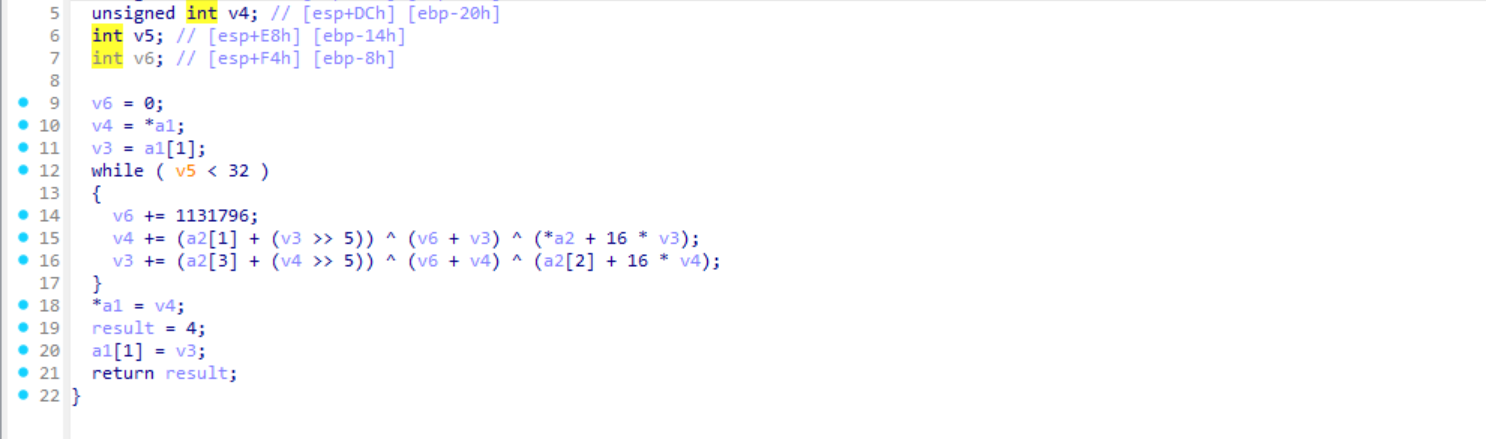 5 unsigned int v4; // [esp+DCh] [ebp-20h]
6 int v5; // [esp+E8h] [ebp-14h]
7 int v6; // [esp+F4h] [ebp-8h]
8
9 v6 = 0;
10 v4 = *a1;
11 v3 = a1[1];
12 while ( v5 < 32 )
13 {
14 v6 += 1131796;
15 v4 += (a2[1] + (v3 >> 5)) ^ (v6 + v3) ^ (*a2 + 16 * v3);
16 v3 += (a2[3] + (v4 >> 5)) ^ (v6 + v4) ^ (a2[2] + 16 * v4);
17 }
18 *a1 = v4;
19 result = 4;
20 a1[1] = v3;
21 return result;
22 }